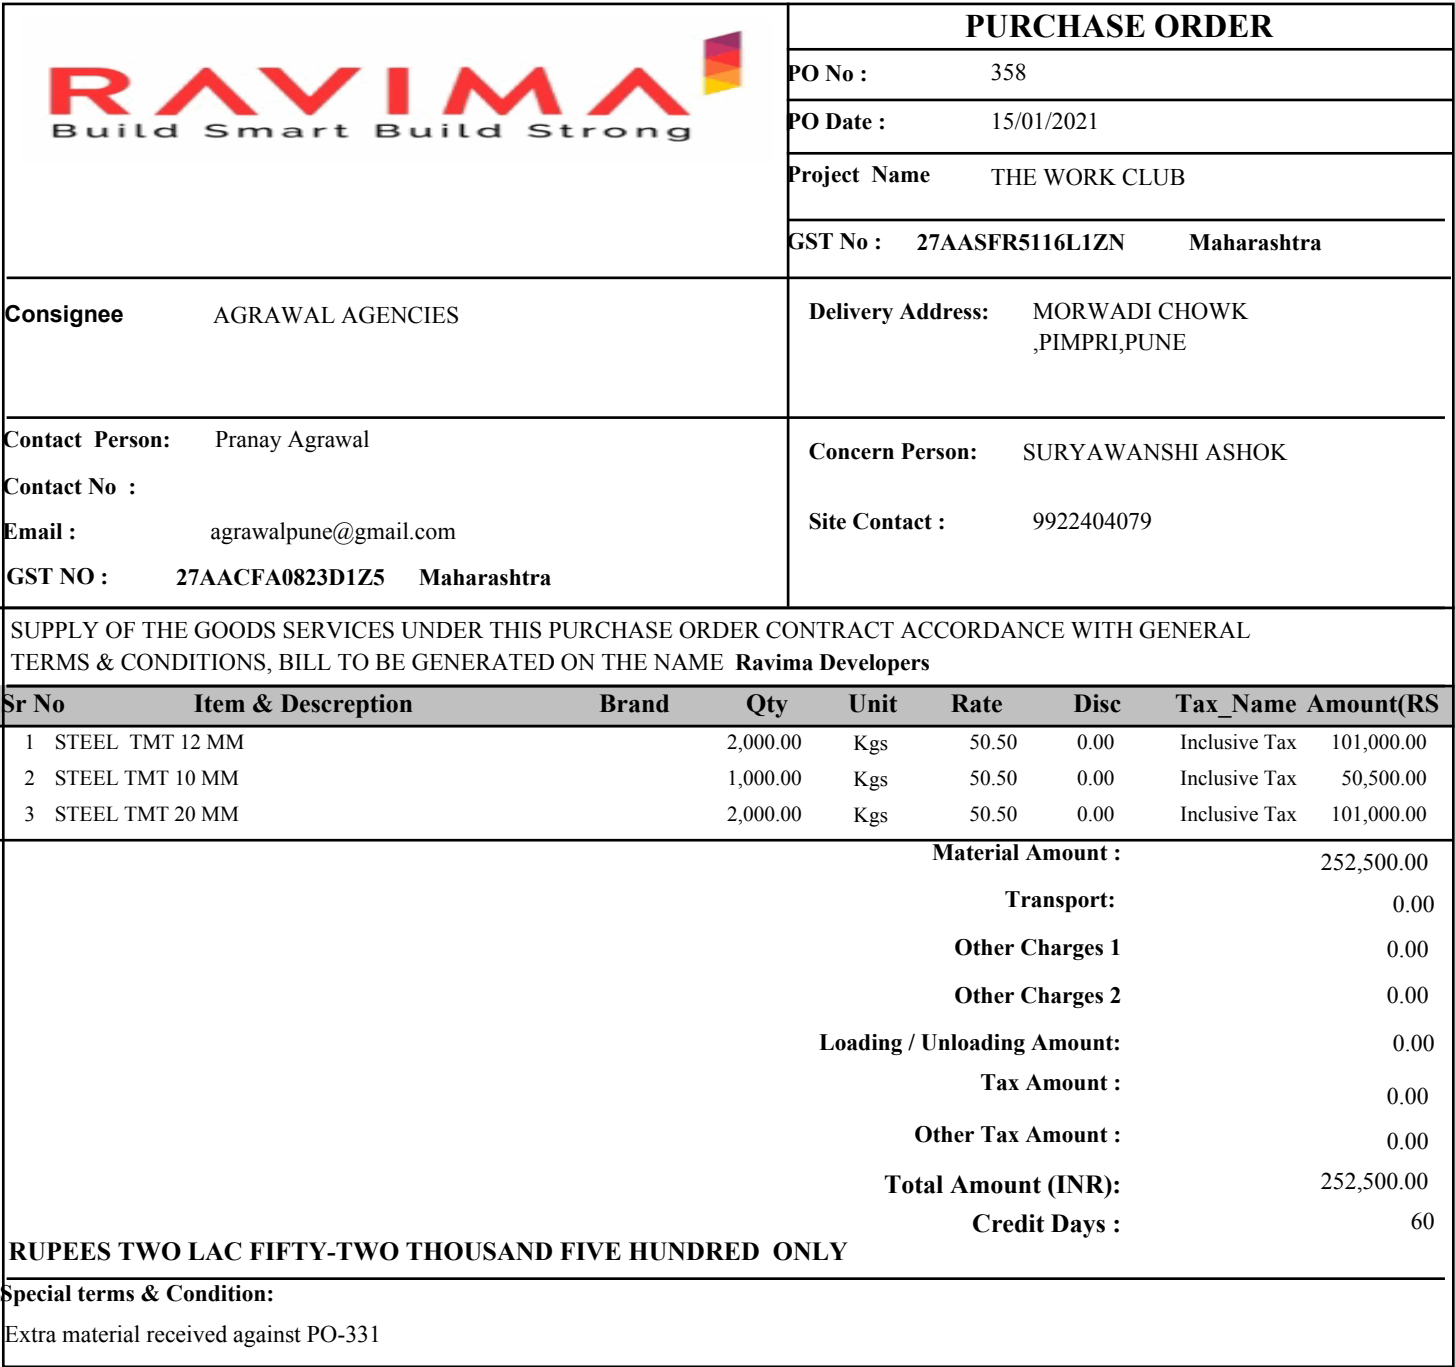 RAVIMA
Build Smart Build Strong
PURCHASE ORDER
PO No : 358
PO Date : 15/01/2021
Project Name THE WORK CLUB
GST No : 27AASFR5116L1ZN Maharashtra
Consignee AGRAWAL AGENCIES
Delivery Address: MORWADI CHOWK
,PIMPRI,PUNE
Contact Person: Pranay Agrawal
Contact No :
Email : agrawalpune@gmail.com
GST NO : 27AACFA0823D1Z5 Maharashtra
Concern Person: SURYAWANSHI ASHOK
Site Contact : 9922404079
SUPPLY OF THE GOODS SERVICES UNDER THIS PURCHASE ORDER CONTRACT ACCORDANCE WITH GENERAL
TERMS & CONDITIONS, BILL TO BE GENERATED ON THE NAME Ravima Developers
Sr No Item & Descreption Brand Qty Unit Rate Disc Tax_Name Amount(RS
1 STEEL TMT 12 MM 2,000.00 Kgs 50.50 0.00 Inclusive Tax 101,000.00
2 STEEL TMT 10 MM 1,000.00 Kgs 50.50 0.00 Inclusive Tax 50,500.00
3 STEEL TMT 20 MM 2,000.00 Kgs 50.50 0.00 Inclusive Tax 101,000.00
Material Amount : 252,500.00
Transport: 0.00
Other Charges 1 0.00
Other Charges 2 0.00
Loading / Unloading Amount: 0.00
Tax Amount : 0.00
Other Tax Amount : 0.00
Total Amount (INR): 252,500.00
Credit Days : 60
RUPEES TWO LAC FIFTY-TWO THOUSAND FIVE HUNDRED ONLY
Special terms & Condition:
Extra material received against PO-331